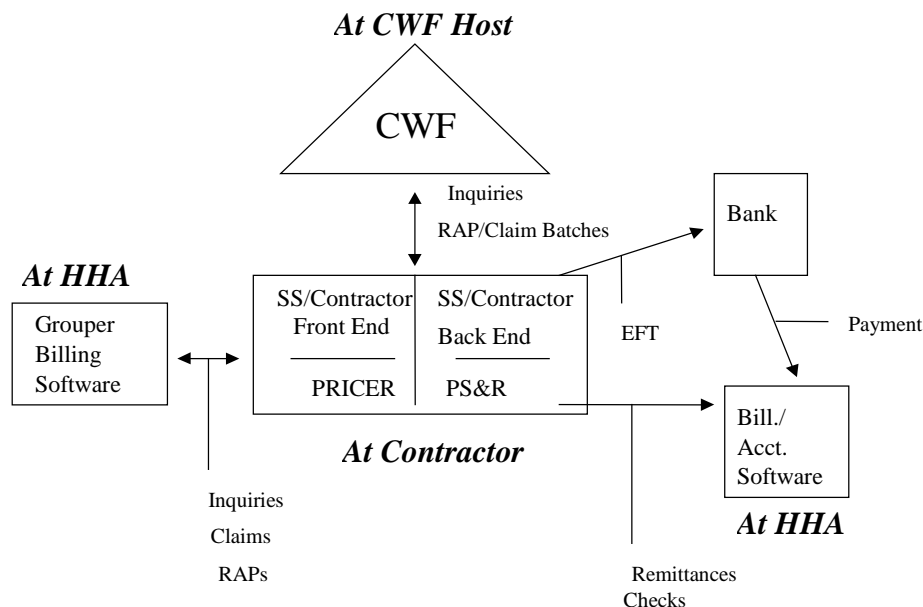 At CWF Host
CWF
Inquiries
RAP/Claim Batches
Bank
At HHA
Grouper
Billing
Software
SS/Contractor
Front End
PRICER
SS/Contractor
Back End
PS&R
EFT
Payment
Bill./
Acct.
Software
At HHA
At Contractor
Inquiries
Claims
RAPs
Remittances
Checks